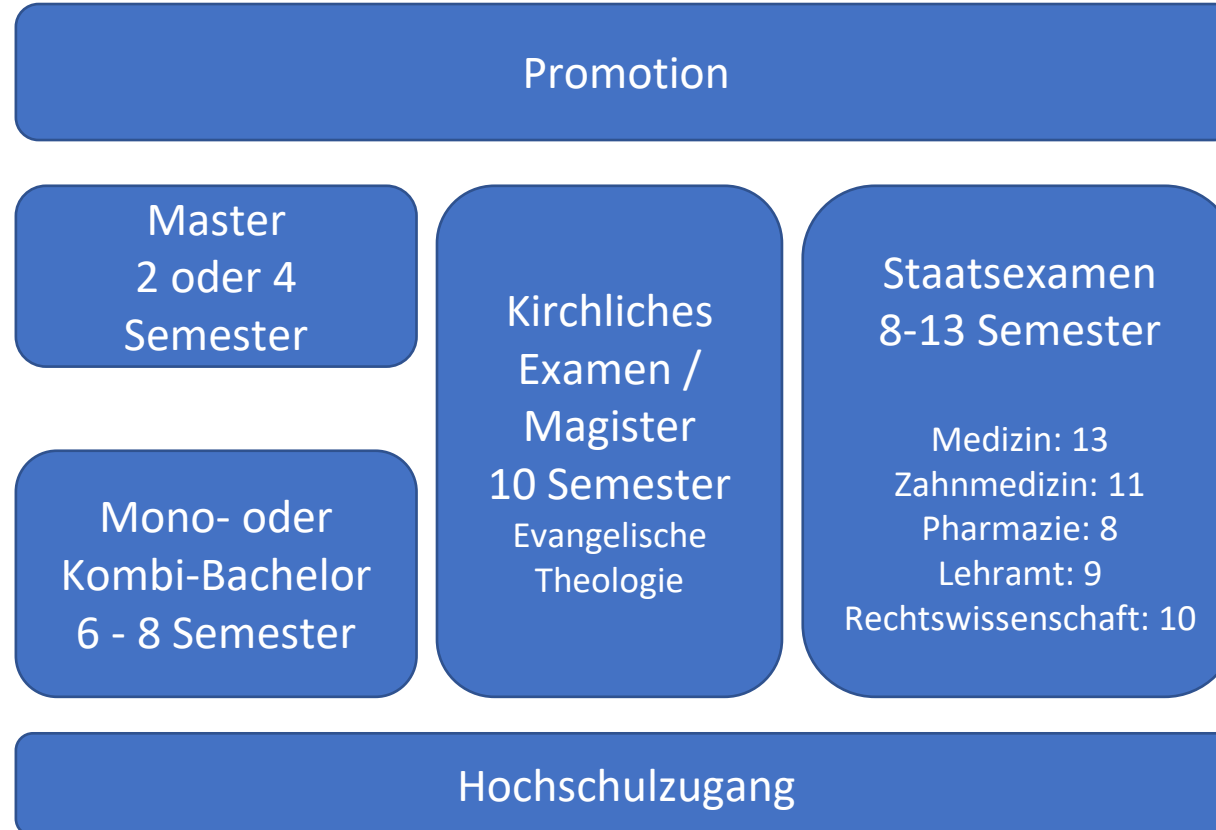 Promotion
Master
2 oder 4
Semester
Mono- oder
Kombi-Bachelor
6 - 8 Semester
Kirchliches
Examen /
Magister
10 Semester
Evangelische
Theologie
Staatsexamen
8-13 Semester
Medizin: 13
Zahnmedizin: 11
Pharmazie: 8
Lehramt: 9
Rechtswissenschaft: 10
Hochschulzugang